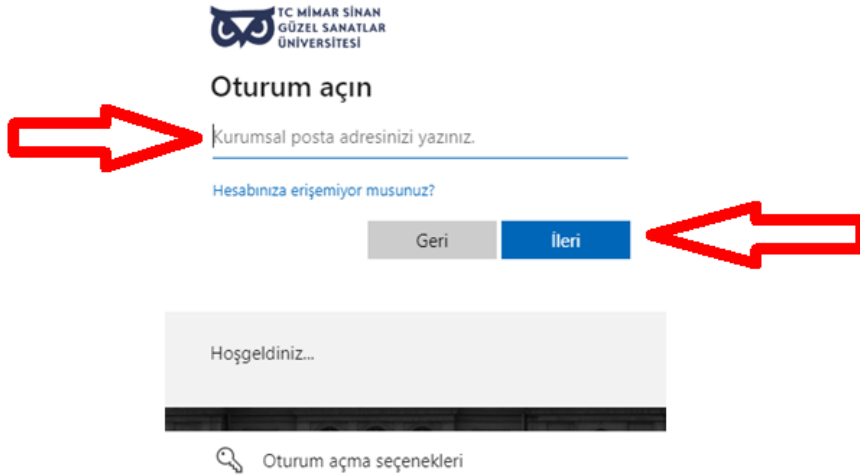 TC MİMAR SİNAN
GÜZEL SANATLAR
ÜNİVERSİTESİ
Oturum açın
Kurumsal posta adresinizi yazınız.
Hesabınıza erişemiyor musunuz?
Geri
İleri
Hoşgeldiniz...
Oturum açma seçenekleri